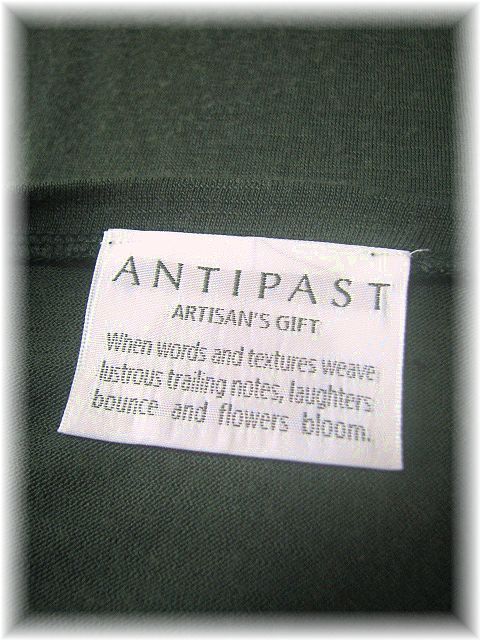 ANTIPAST
ARTISAN'S GIFT
When words and textures weave,
lustrous trailing notes, laughters
bounce and flowers bloom.